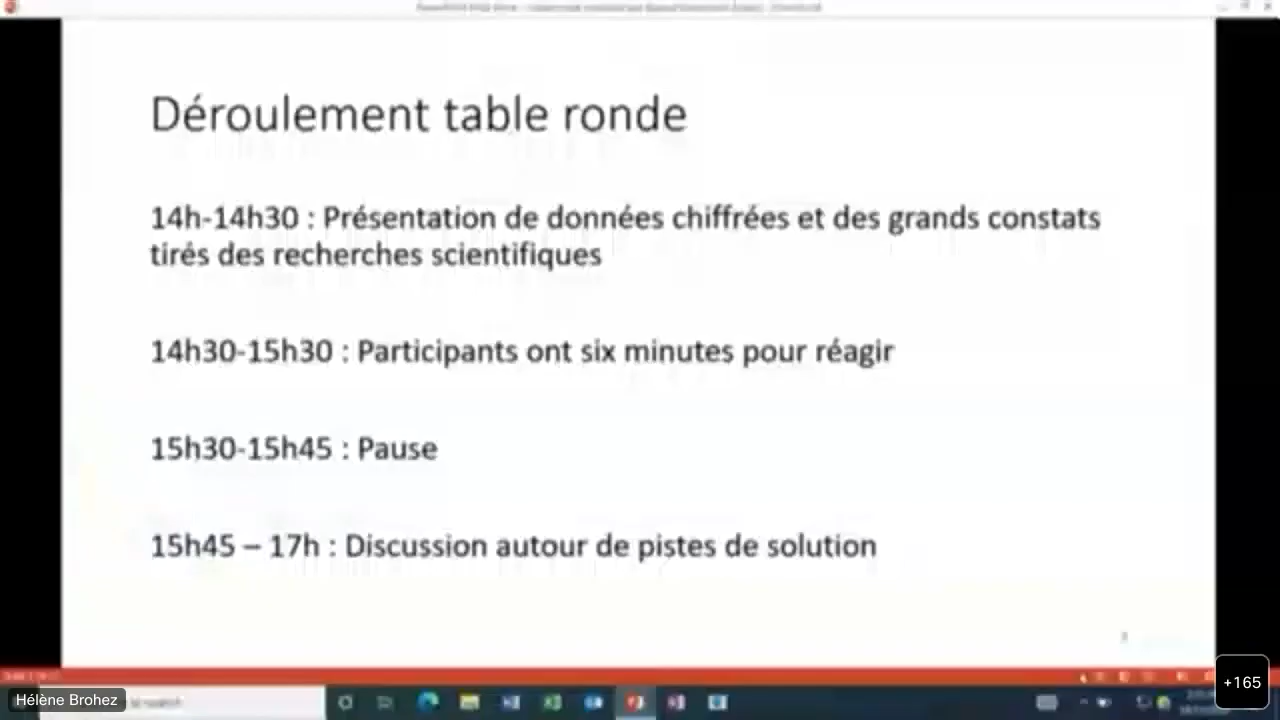 Déroulement table ronde
14h-14h30 : Présentation de données chiffrées et des grands constats
tirés des recherches scientifiques
14h30-15h30 : Participants ont six minutes pour réagir
15h30-15h45 : Pause
15h45 – 17h : Discussion autour de pistes de solution
Hélène Brohez
+165